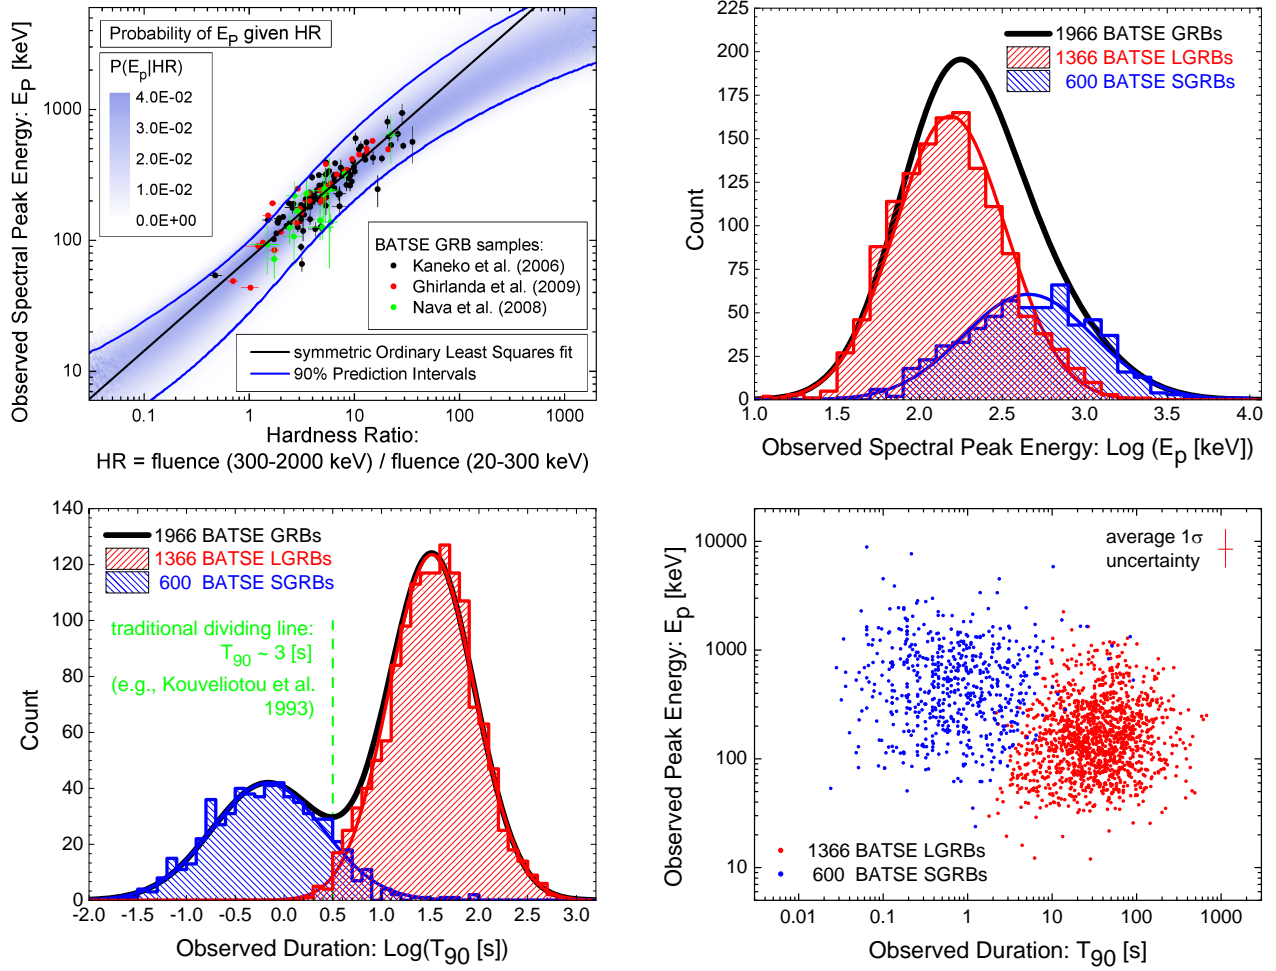 Probability of E_P given HR
P(E_p|HR)
4.0E-02
3.0E-02
2.0E-02
1.0E-02
0.0E+00
BATSE GRB samples:
Kaneko et al. (2006)
Ghirlanda et al. (2009)
Nava et al. (2008)
symmetric Ordinary Least Squares fit
90% Prediction Intervals
Observed Spectral Peak Energy: E_P [keV]
1000
100
10
0.1 1 10 100 1000
Hardness Ratio:
HR = fluence (300-2000 keV) / fluence (20-300 keV)
1966 BATSE GRBs
1366 BATSE LGRBs
600 BATSE SGRBs
Count
225
200
175
150
125
100
75
50
25
0
1.0 1.5 2.0 2.5 3.0 3.5 4.0
Observed Spectral Peak Energy: Log (E_p [keV])
1966 BATSE GRBs
1366 BATSE LGRBs
600 BATSE SGRBs
traditional dividing line:
T_90 ~ 3 [s]
(e.g., Kouveliotou et al.
1993)
Count
140
120
100
80
60
40
20
0
-2.0 -1.5 -1.0 -0.5 0.0 0.5 1.0 1.5 2.0 2.5 3.0
Observed Duration: Log(T_90 [s])
average 1σ
uncertainty
1366 BATSE LGRBs
600 BATSE SGRBs
Observed Peak Energy: E_p [keV]
10000
1000
100
10
0.01 0.1 1 10 100 1000
Observed Duration: T_90 [s]